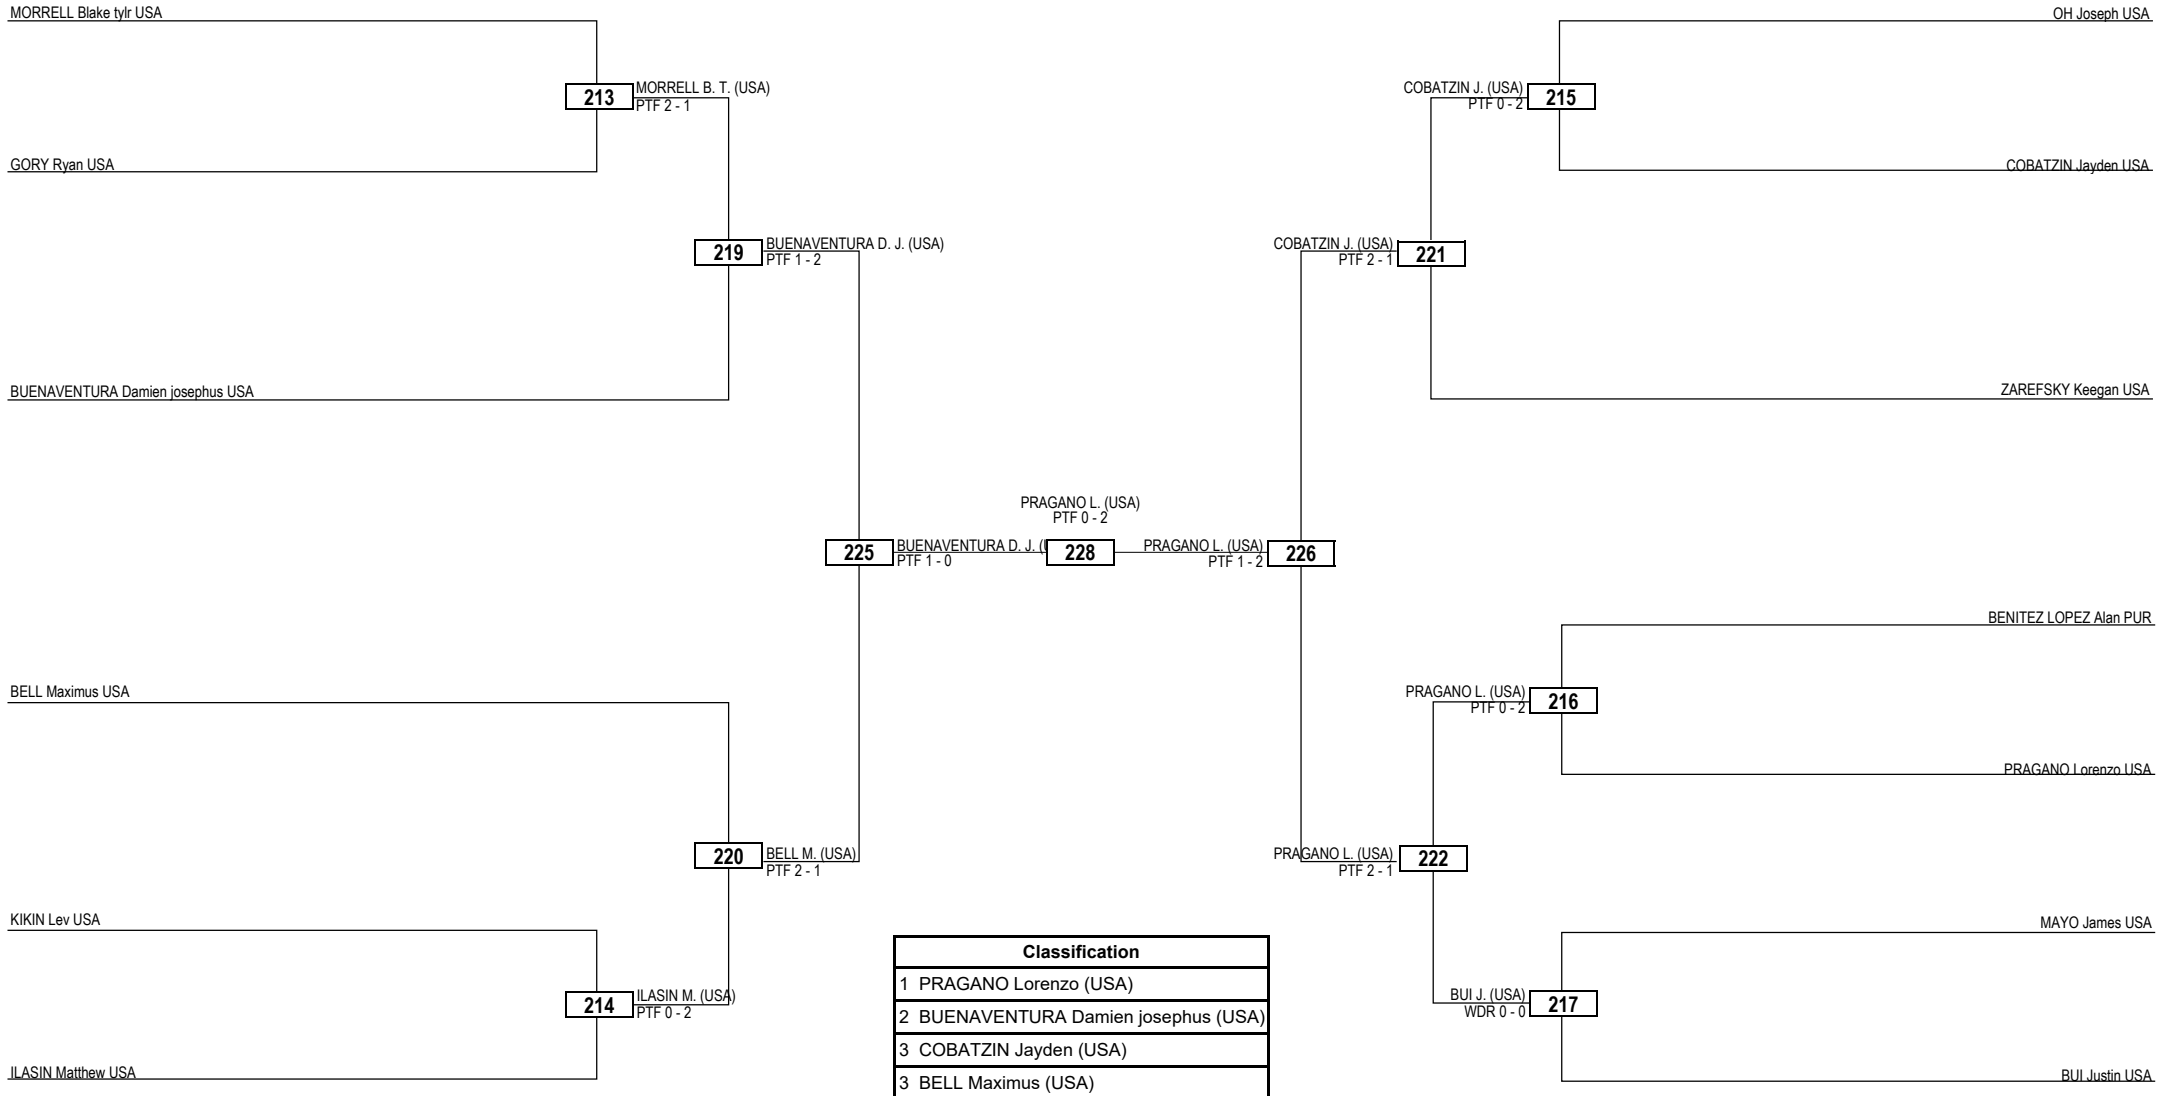 MORRELL Blake tylr USA
213
MORRELL B. T. (USA)
PTF 2 - 1
GORY Ryan USA
219
BUENAVENTURA D. J. (USA)
PTF 1 - 2
BUENAVENTURA Damien josephus USA
225
BUENAVENTURA D. J. (
PTF 1 - 0
BELL Maximus USA
220
BELL M. (USA)
PTF 2 - 1
KIKIN Lev USA
214
ILASIN M. (USA)
PTF 0 - 2
ILASIN Matthew USA
PRAGANO L. (USA)
PTF 0 - 2
228
OH Joseph USA
COBATZIN J. (USA)
PTF 0 - 2
215
COBATZIN Jayden USA
COBATZIN J. (USA)
PTF 2 - 1
221
ZAREFSKY Keegan USA
PRAGANO L. (USA)
PTF 1 - 2
226
BENITEZ LOPEZ Alan PUR
PRAGANO L. (USA)
PTF 0 - 2
216
PRAGANO Lorenzo USA
PRAGANO L. (USA)
PTF 2 - 1
222
MAYO James USA
BUI J. (USA)
WDR 0 - 0
217
BUI Justin USA
Classification
1 PRAGANO Lorenzo (USA)
2 BUENAVENTURA Damien josephus (USA)
3 COBATZIN Jayden (USA)
3 BELL Maximus (USA)